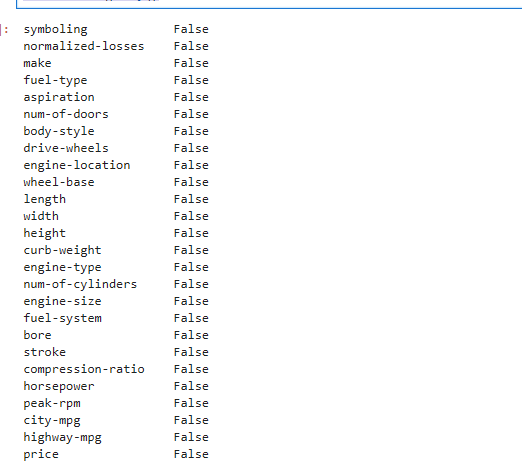 ]:
symboling False
normalized-losses False
make False
fuel-type False
aspiration False
num-of-doors False
body-style False
drive-wheels False
engine-location False
wheel-base False
length False
width False
height False
curb-weight False
engine-type False
num-of-cylinders False
engine-size False
fuel-system False
bore False
stroke False
compression-ratio False
horsepower False
peak-rpm False
city-mpg False
highway-mpg False
price False